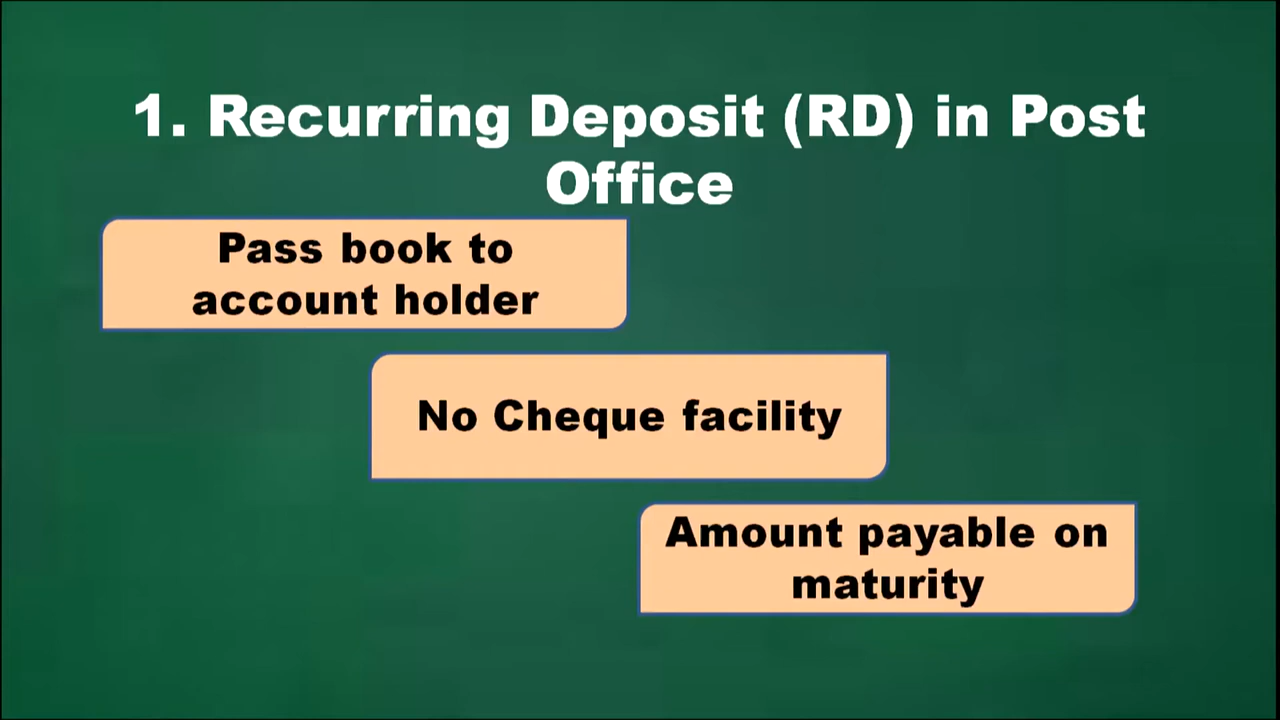 1. Recurring Deposit (RD) in Post
Office
Pass book to
account holder
No Cheque facility
Amount payable on
maturity